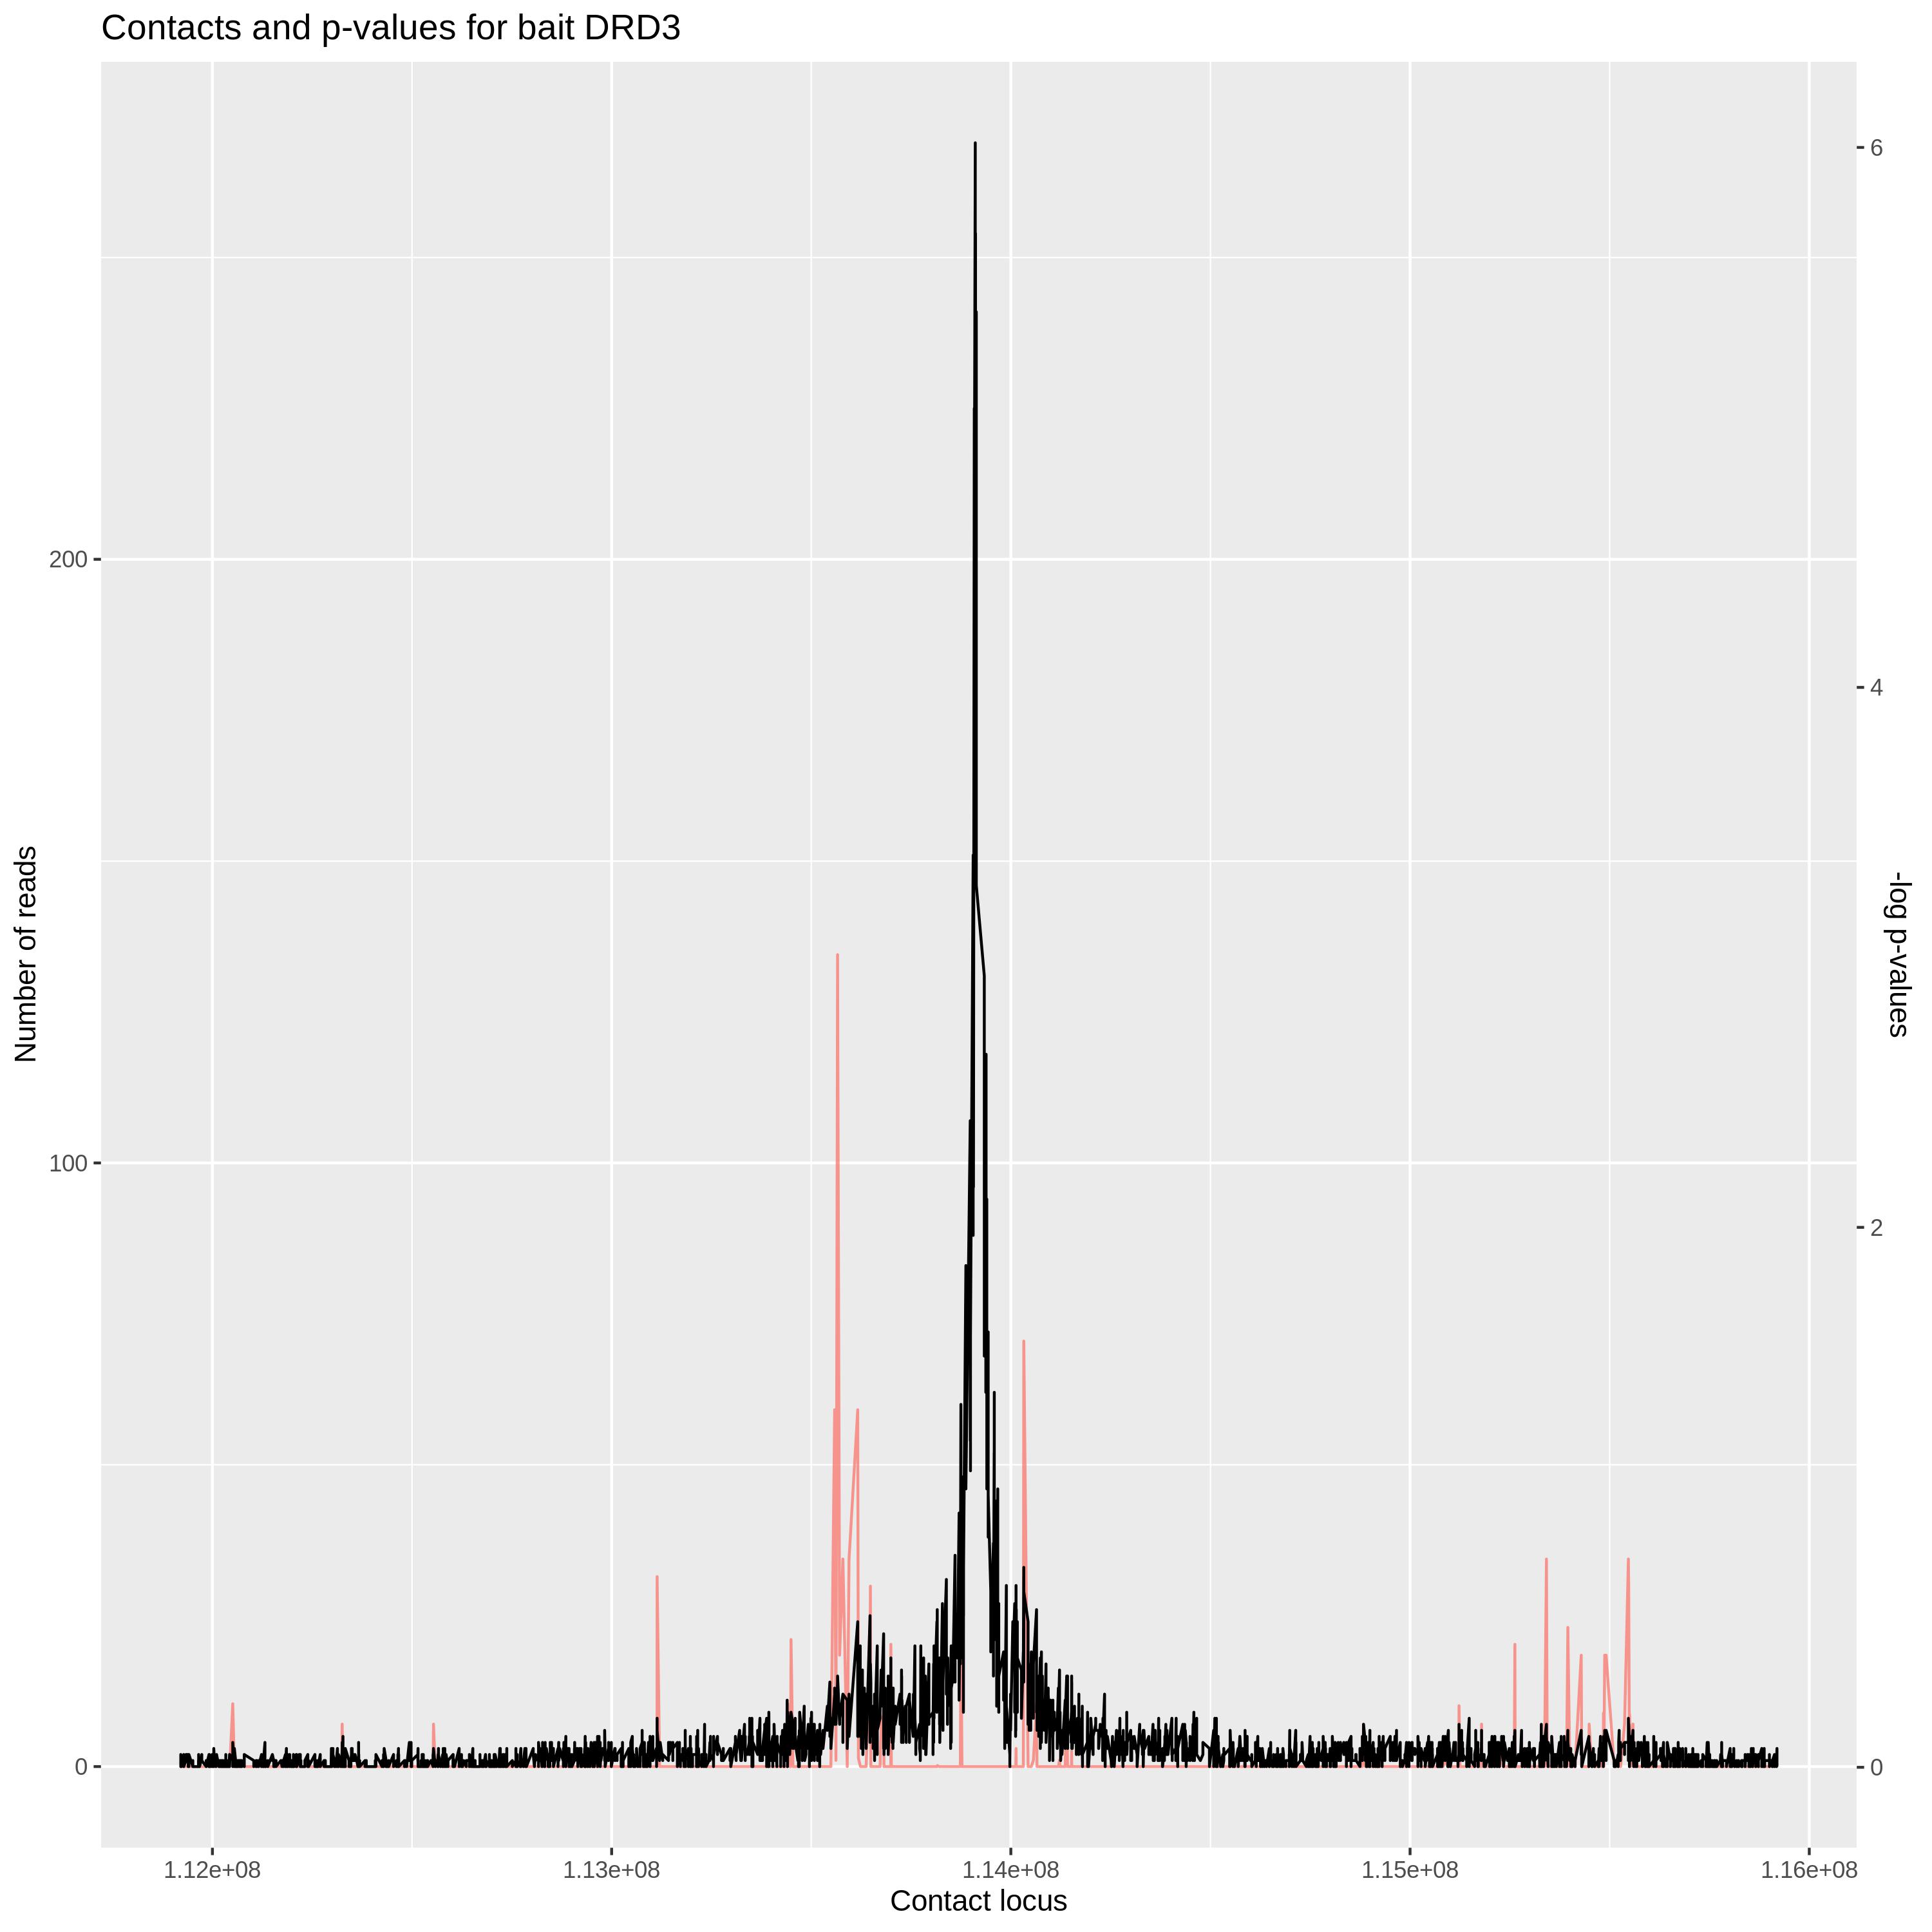 Contacts and p-values for bait DRD3
6
200
4
Number of reads
-log p-values
100
2
0
0
1.12e+08
1.13e+08
1.14e+08
1.15e+08
1.16e+08
Contact locus